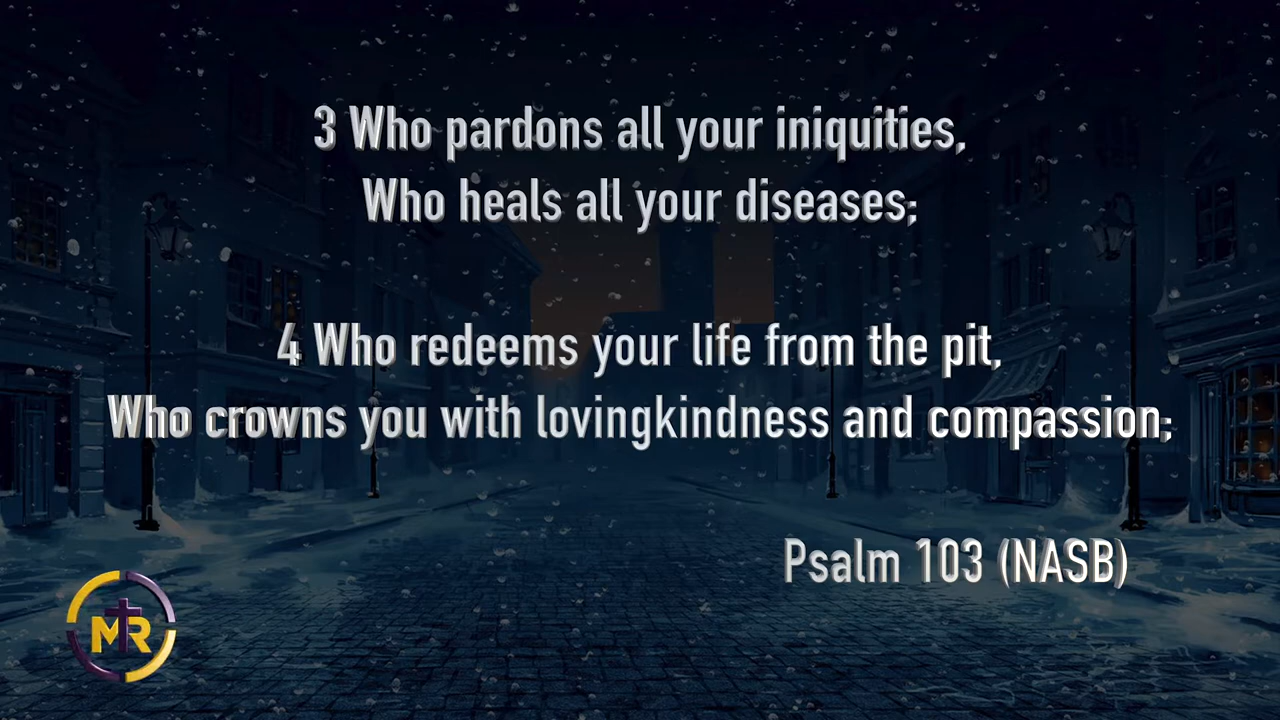 3 Who pardons all your iniquities,
Who heals all your diseases;
4 Who redeems your life from the pit,
Who crowns you with lovingkindness and compassion;
Psalm 103 (NASB)
MR